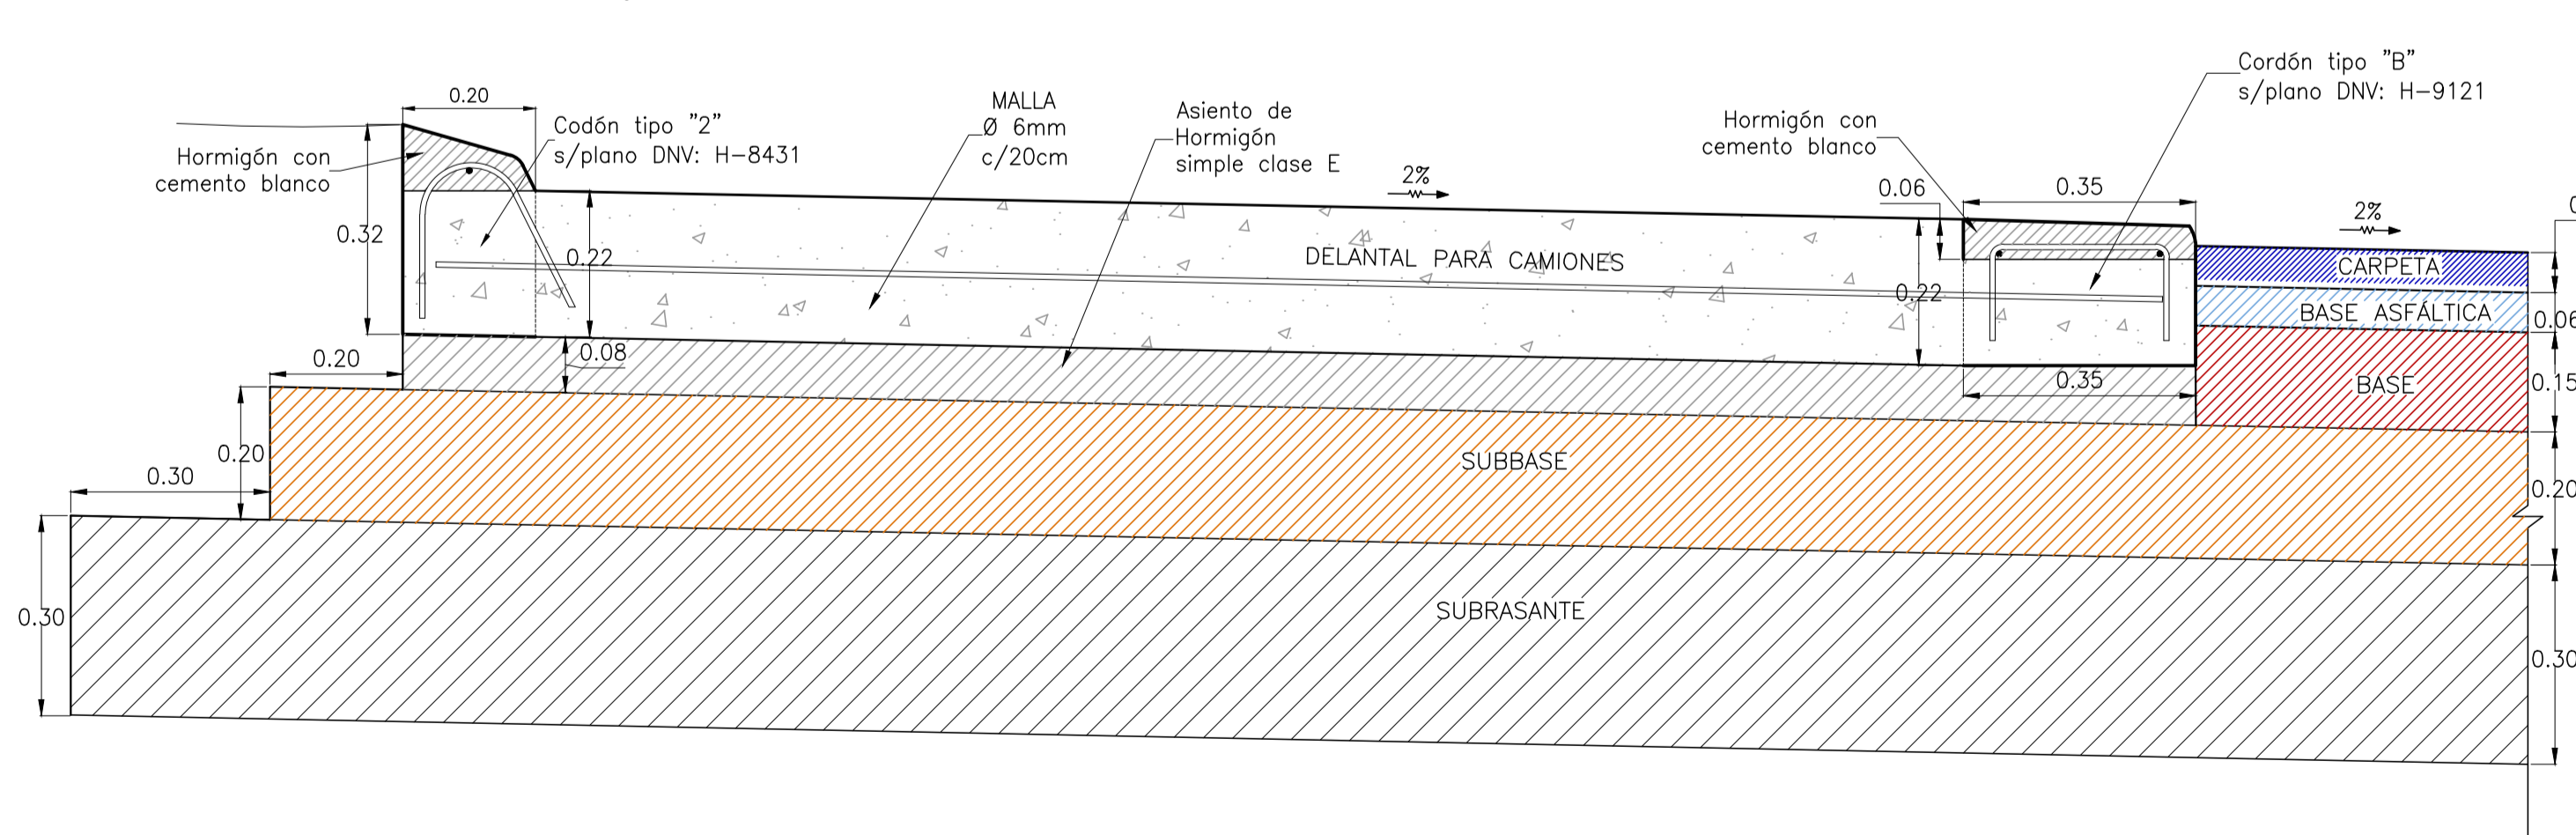 Cordón tipo "B"
s/plano DNV: H-9121
0.20
MALLA
Ø 6mm
c/20cm
Asiento de
Hormigón
simple clase E
Codón tipo "2"
s/plano DNV: H-8431
Hormigón con
cemento blanco
Hormigón con
cemento blanco
2%
0.06
0.35
2%
0.32
0.22
DELANTAL PARA CAMIONES
0.22
CARPETA
BASE ASFÁLTICA
0.06
0.20
0.08
0.35
BASE
0.15
0.20
SUBBASE
0.30
0.20
0.30
SUBRASANTE
0.30